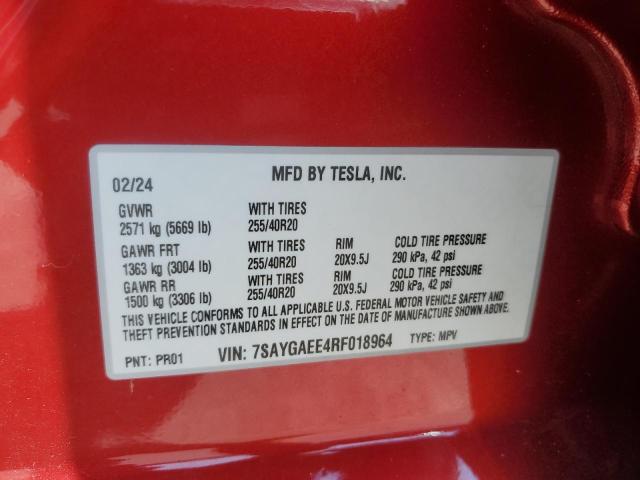 02/24 MFD BY TESLA, INC.
GVWR WITH TIRES
2571 kg (5669 lb) 255/40R20
GAWR FRT WITH TIRES RIM COLD TIRE PRESSURE
1363 kg (3004 lb) 255/40R20 20X9.5J 290 kPa, 42 psi
GAWR RR WITH TIRES RIM COLD TIRE PRESSURE
1500 kg (3306 lb) 255/40R20 20X9.5J 290 kPa, 42 psi
THIS VEHICLE CONFORMS TO ALL APPLICABLE U.S. FEDERAL MOTOR VEHICLE SAFETY AND
THEFT PREVENTION STANDARDS IN EFFECT ON THE DATE OF MANUFACTURE SHOWN ABOVE.
PNT: PR01 VIN: 7SAYGAEE4RF018964 TYPE: MPV